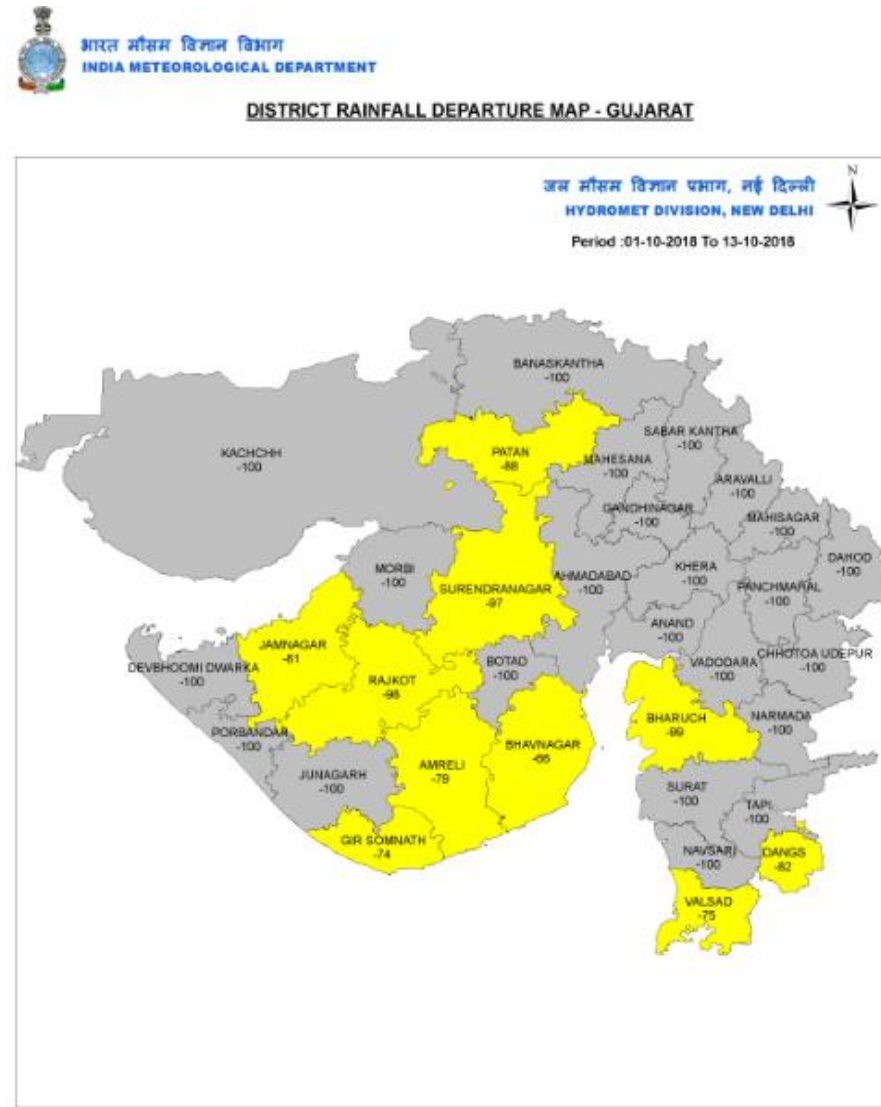 भारत मौसम विज्ञान विभाग
INDIA METEOROLOGICAL DEPARTMENT
DISTRICT RAINFALL DEPARTURE MAP - GUJARAT
N
जल मौसम विज्ञान प्रभाग, नई दिल्ली
HYDROMET DIVISION, NEW DELHI
Period :01-10-2018 To 13-10-2018
BANASKANTHA
-100
SABAR KANTHA
-100
KACHCHH
-100
PATAN
-88
MAHESANA
-100
ARAVALLI
-100
GANDHINAGAR
-100
MAHISAGAR
-100
DAHOD
-100
MORBI
-100
SURENDRANAGAR
-97
AHMADABAD
-100
KHERA
-100
PANCHMAHAL
-100
ANAND
-100
JAMNAGAR
-81
DEVBHOOMI DWARKA
-100
RAJKOT
-98
BOTAD
-100
VADODARA
-100
CHHOTOA UDEPUR
-100
PORBANDAR
-100
BHARUCH
-99
NARMADA
-100
JUNAGARH
-100
AMRELI
-79
BHAVNAGAR
-66
SURAT
-100
TAPI
-100
GIR SOMNATH
-74
NAVSARI
-100
DANGS
-82
VALSAD
-75